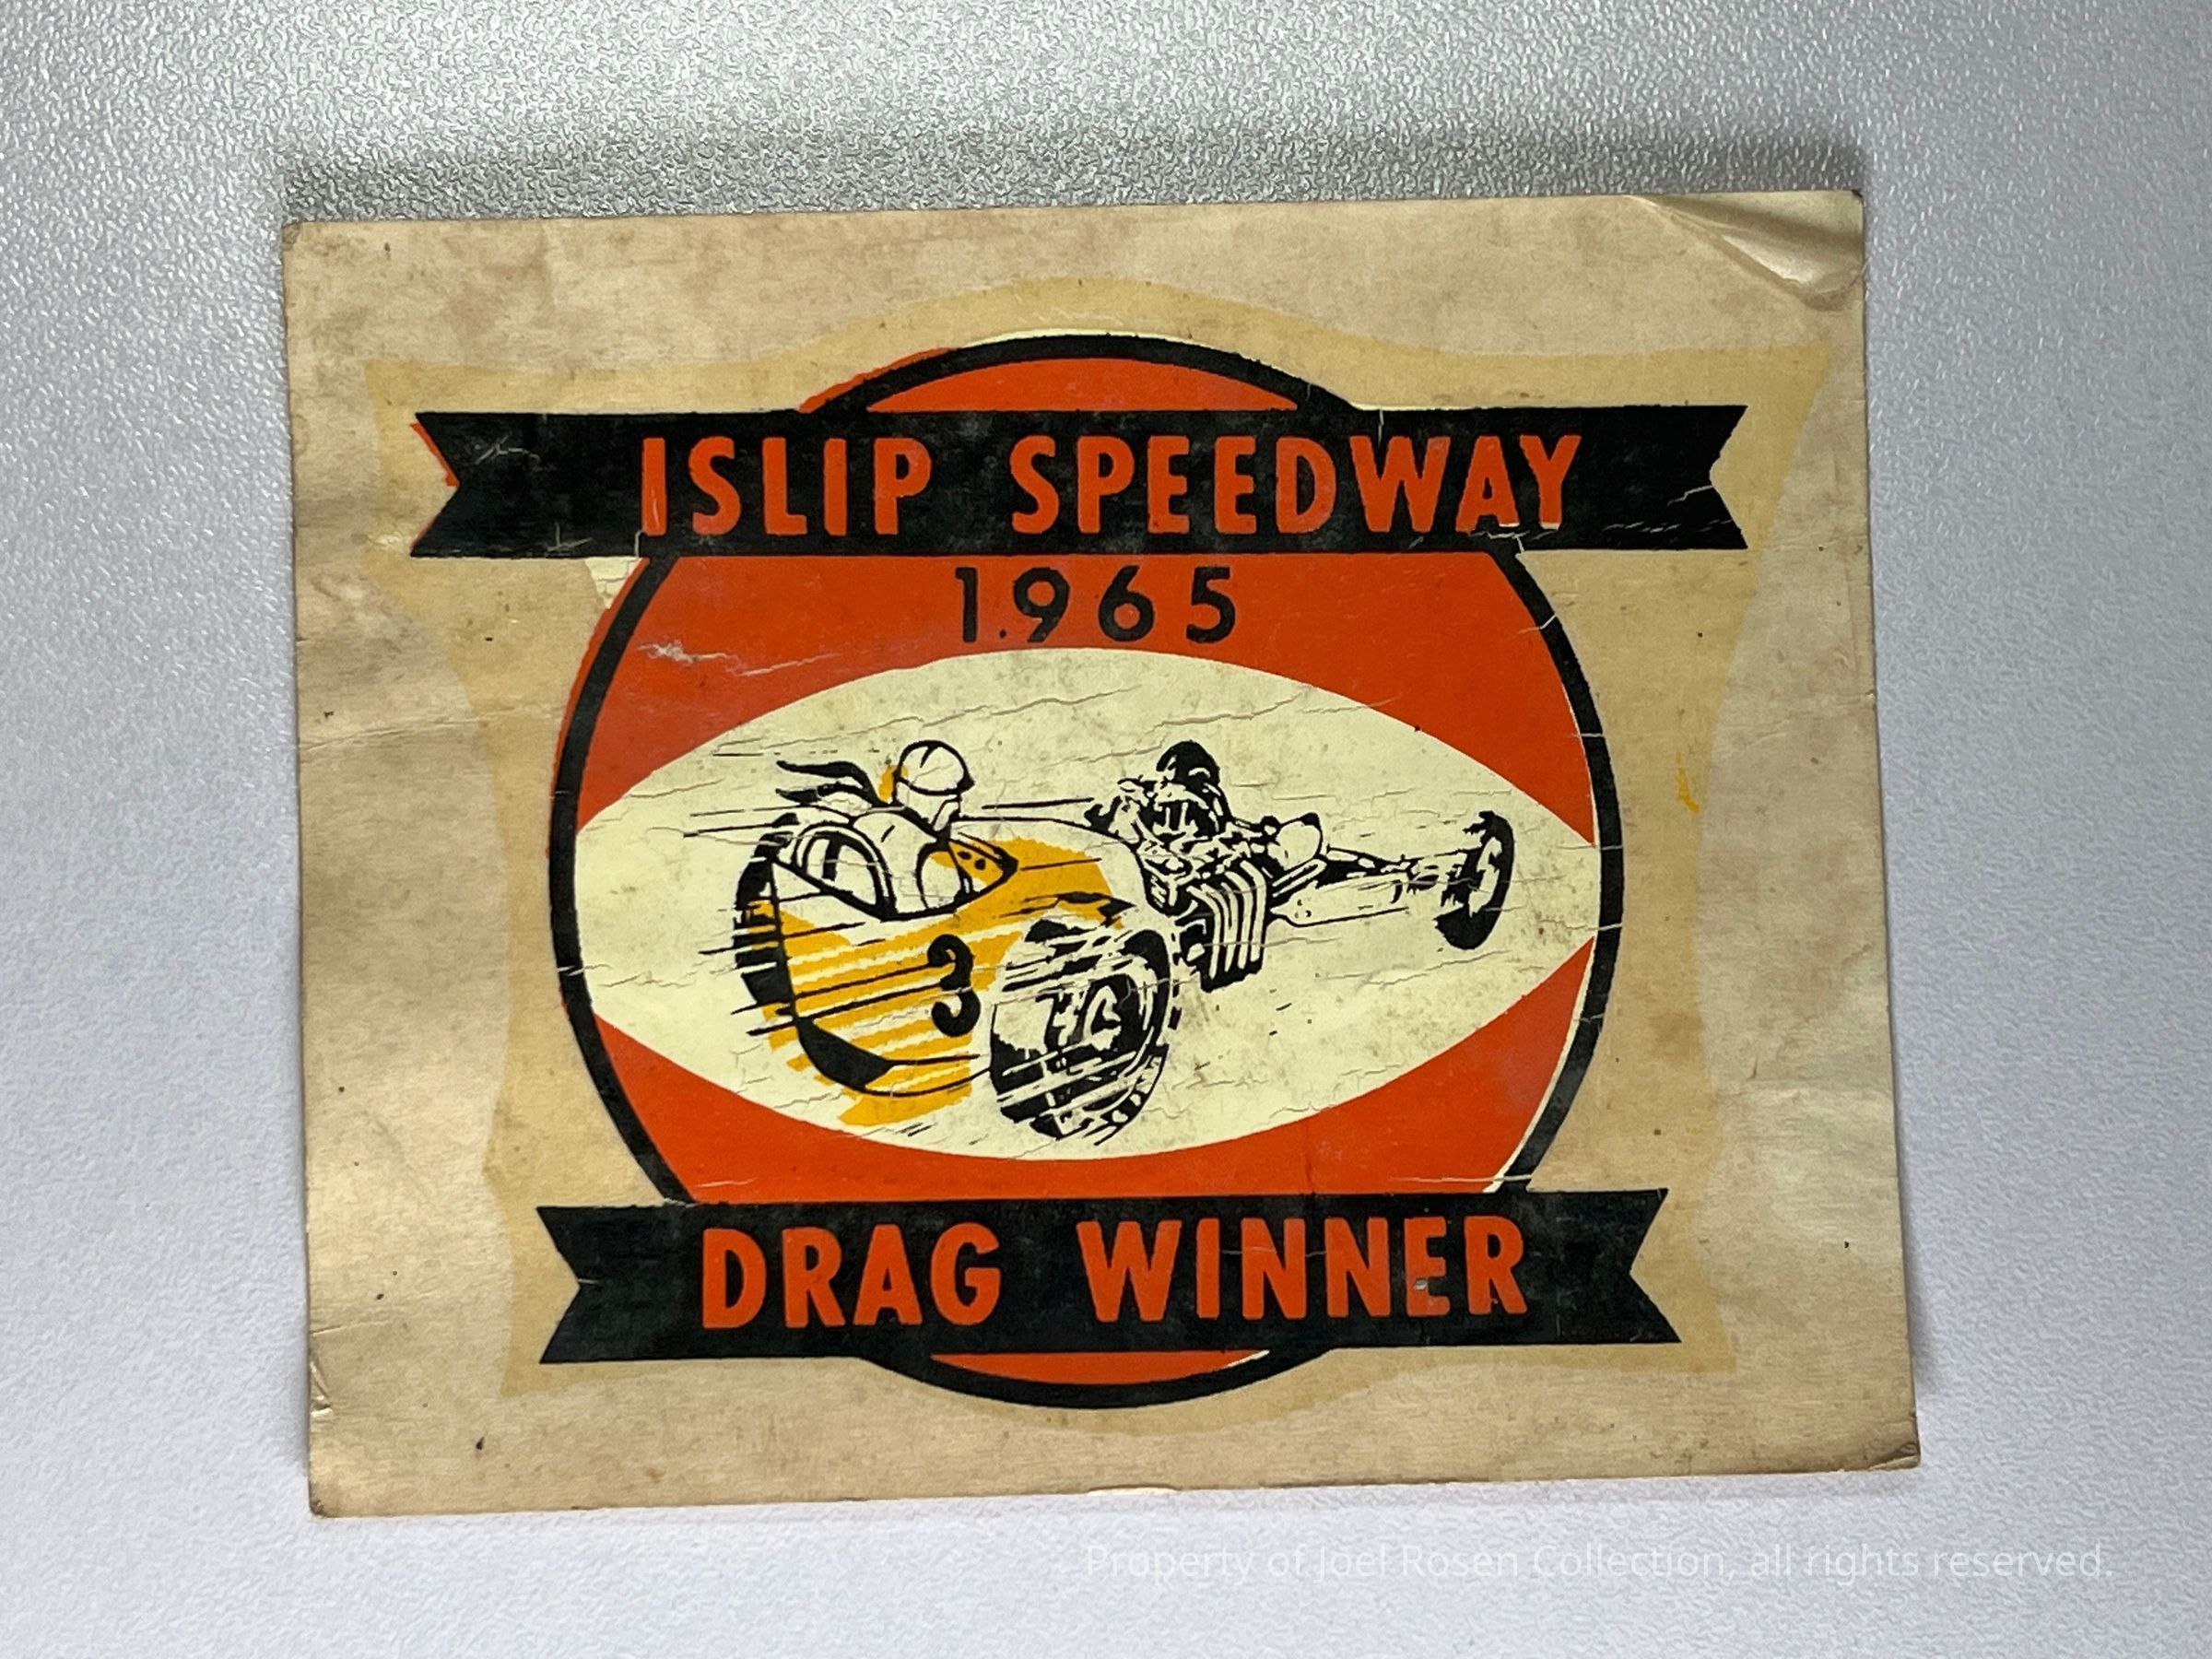 ISLIP SPEEDWAY
1965
3
DRAG WINNER
Property of Joel Rosen Collection, all rights reserved.